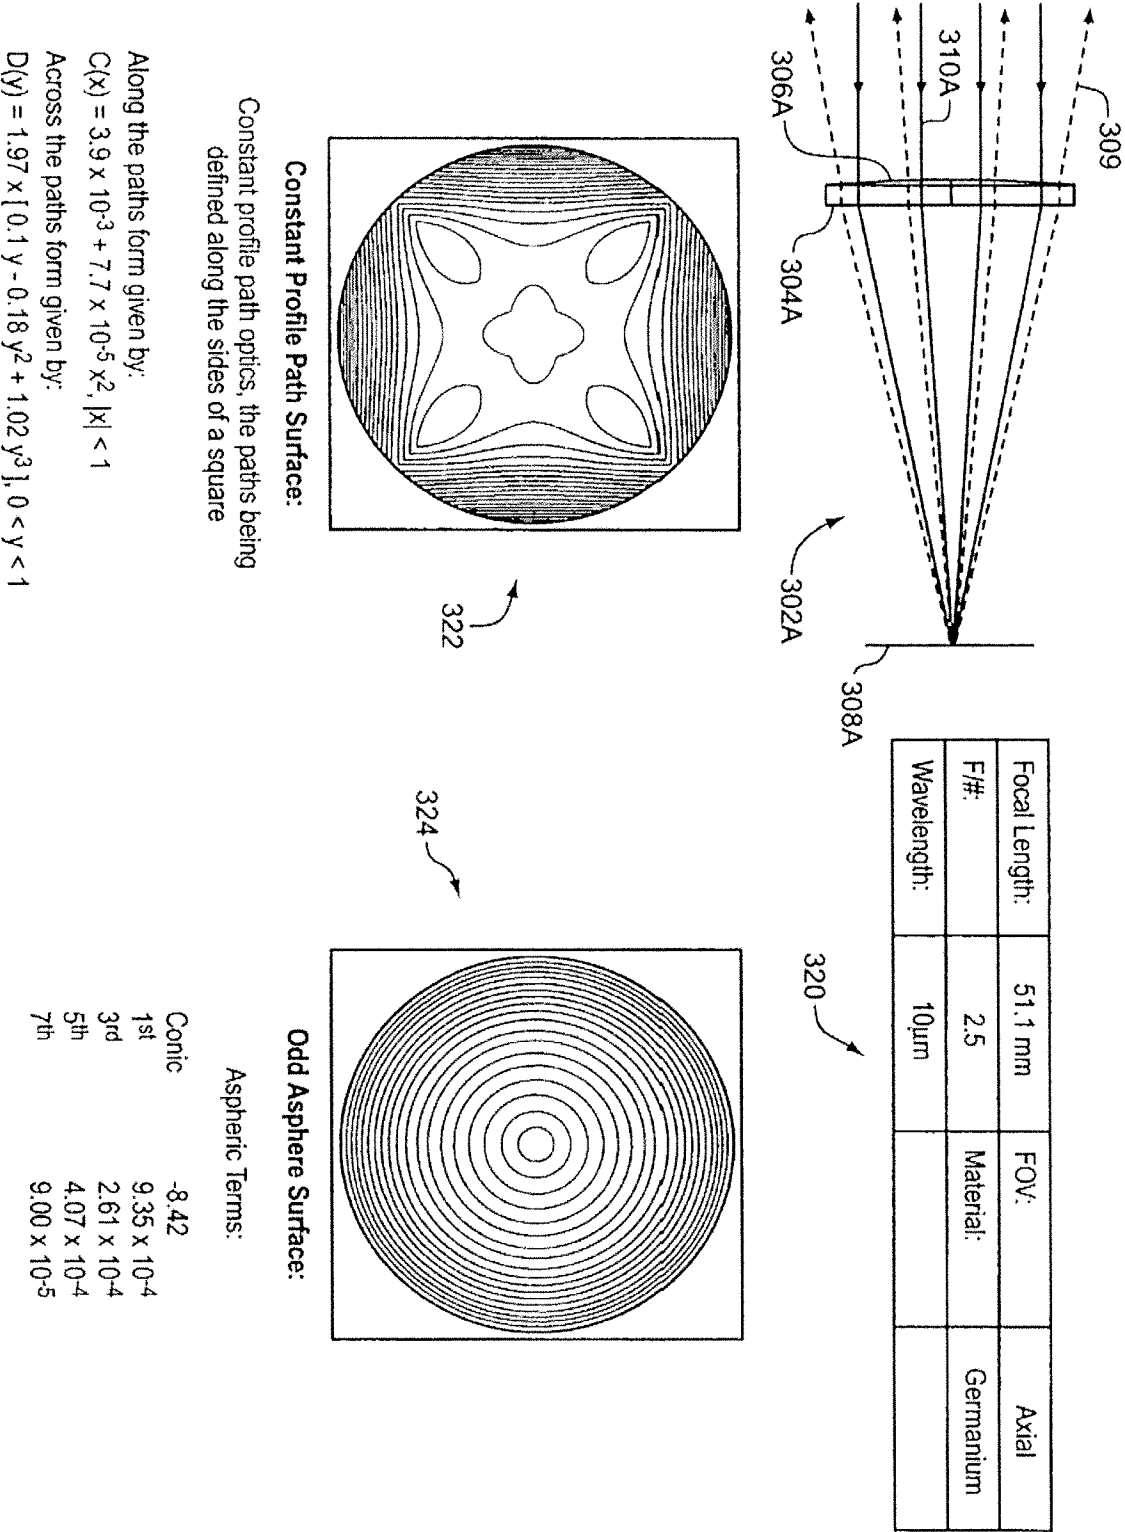 309
310A
306A
304A
302A
308A
Focal Length: 51.1 mm FOV: Axial
F/#: 2.5 Material: Germanium
Wavelength: 10µm
320
322
Constant Profile Path Surface:
Constant profile path optics, the paths being
defined along the sides of a square
Along the paths form given by:
C(x) = 3.9 x 10-3 + 7.7 x 10-5 x2, |x| < 1
Across the paths form given by:
D(y) = 1.97 x [ 0.1 y - 0.18 y2 + 1.02 y3 ], 0 < y < 1
324
Odd Asphere Surface:
Aspheric Terms:
Conic -8.42
1st 9.35 x 10-4
3rd 2.61 x 10-4
5th 4.07 x 10-4
7th 9.00 x 10-5